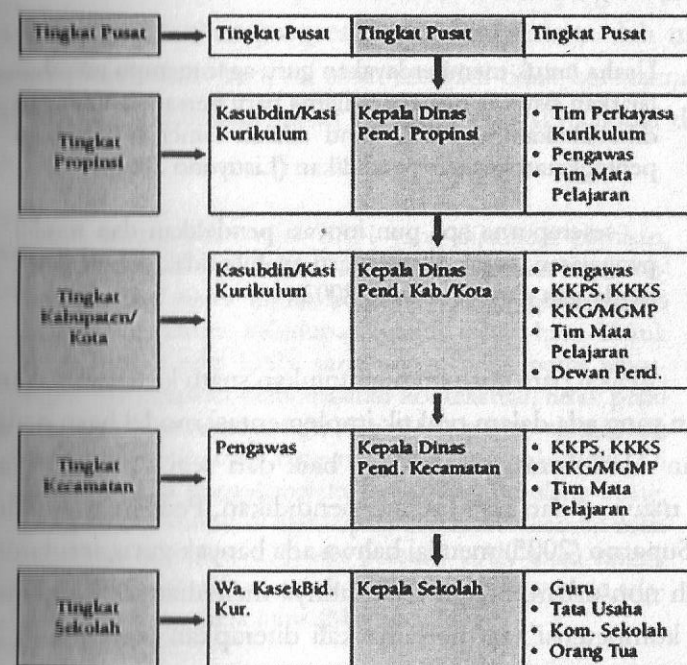 Tingkat Pusat
Tingkat Pusat
Tingkat Pusat
Tingkat Pusat
Tingkat
Propinsi
Kasubdin/Kasi
Kurikulum
Kepala Dinas
Pend. Propinsi
• Tim Perkayasa
Kurikulum
• Pengawas
• Tim Mata
Pelajaran
Tingkat
Kabupaten/
Kota
Kasubdin/Kasi
Kurikulum
Kepala Dinas
Pend. Kab./Kota
• Pengawas
• KKPS, KKKS
• KKG/MGMP
• Tim Mata
Pelajaran
• Dewan Pend.
Tingkat
Kecamatan
Pengawas
Kepala Dinas
Pend. Kecamatan
• KKPS, KKKS
• KKG/MGMP
• Tim Mata
Pelajaran
Tingkat
Sekolah
Wa. KasekBid.
Kur.
Kepala Sekolah
• Guru
• Tata Usaha
• Kom. Sekolah
• Orang Tua